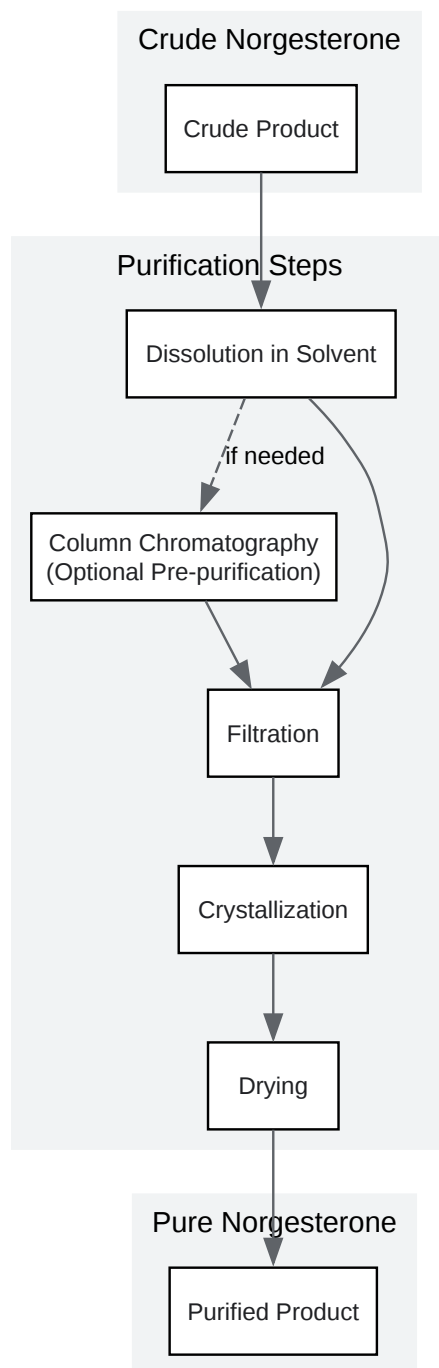 Crude Norgesterone
Crude Product
Purification Steps
Dissolution in Solvent
if needed
Column Chromatography
(Optional Pre-purification)
Filtration
Crystallization
Drying
Pure Norgesterone
Purified Product